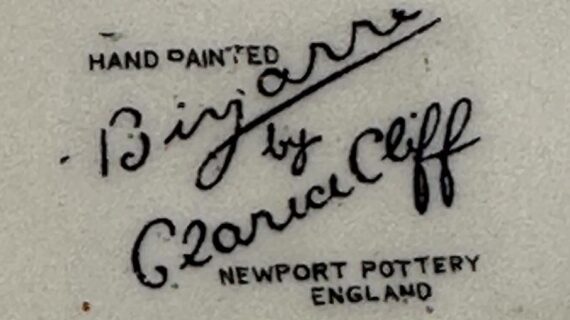 HAND PAINTED
Bizarre
by
Clarice Cliff
NEWPORT POTTERY
ENGLAND